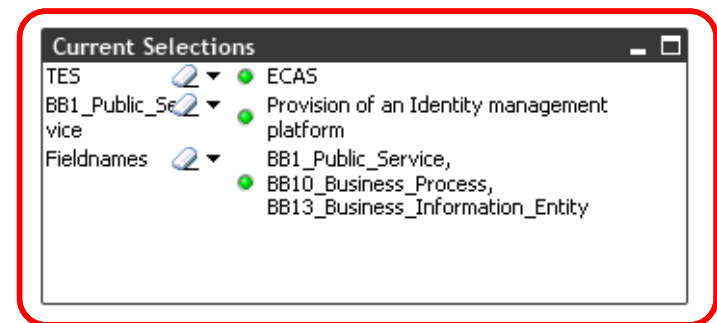 Current Selections
TES ECAS
BB1_Public_Se Provision of an Identity management
vice platform
Fieldnames BB1_Public_Service,
BB10_Business_Process,
BB13_Business_Information_Entity